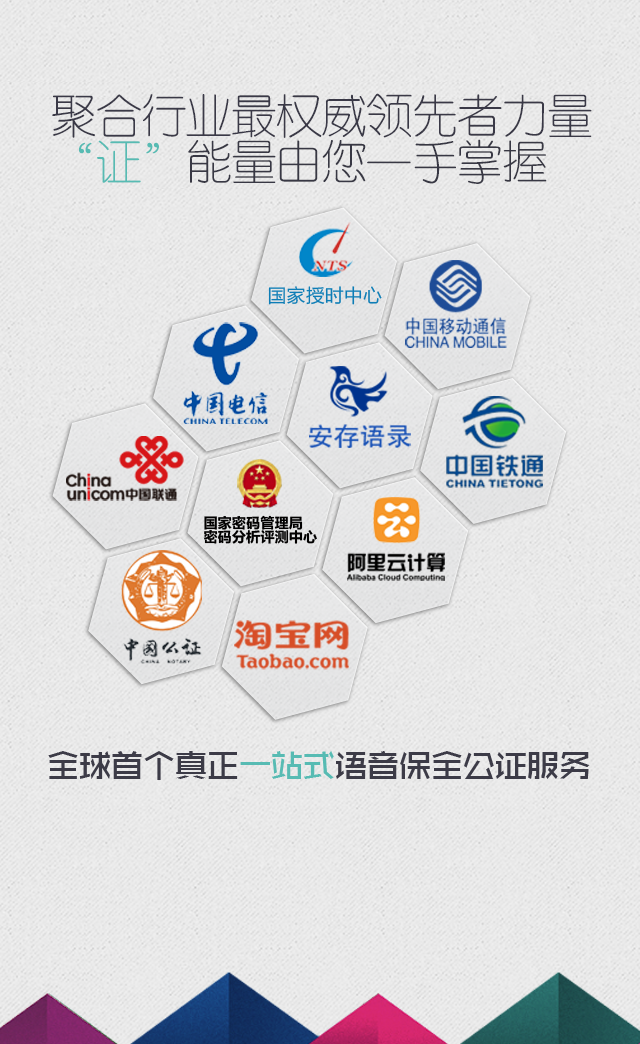 聚合行业最权威领先者力量
“证”能量由您一手掌握
NTS
国家授时中心
中国移动通信
CHINA MOBILE
中国电信
CHINA TELECOM
安存语录
中国铁通
CHINA TIETONG
China
unicom中国联通
国家密码管理局
密码分析评测中心
阿里云计算
Alibaba Cloud Computing
中国公证
CHINA NOTARY
淘宝网
Taobao.com
全球首个真正一站式语音保全公证服务